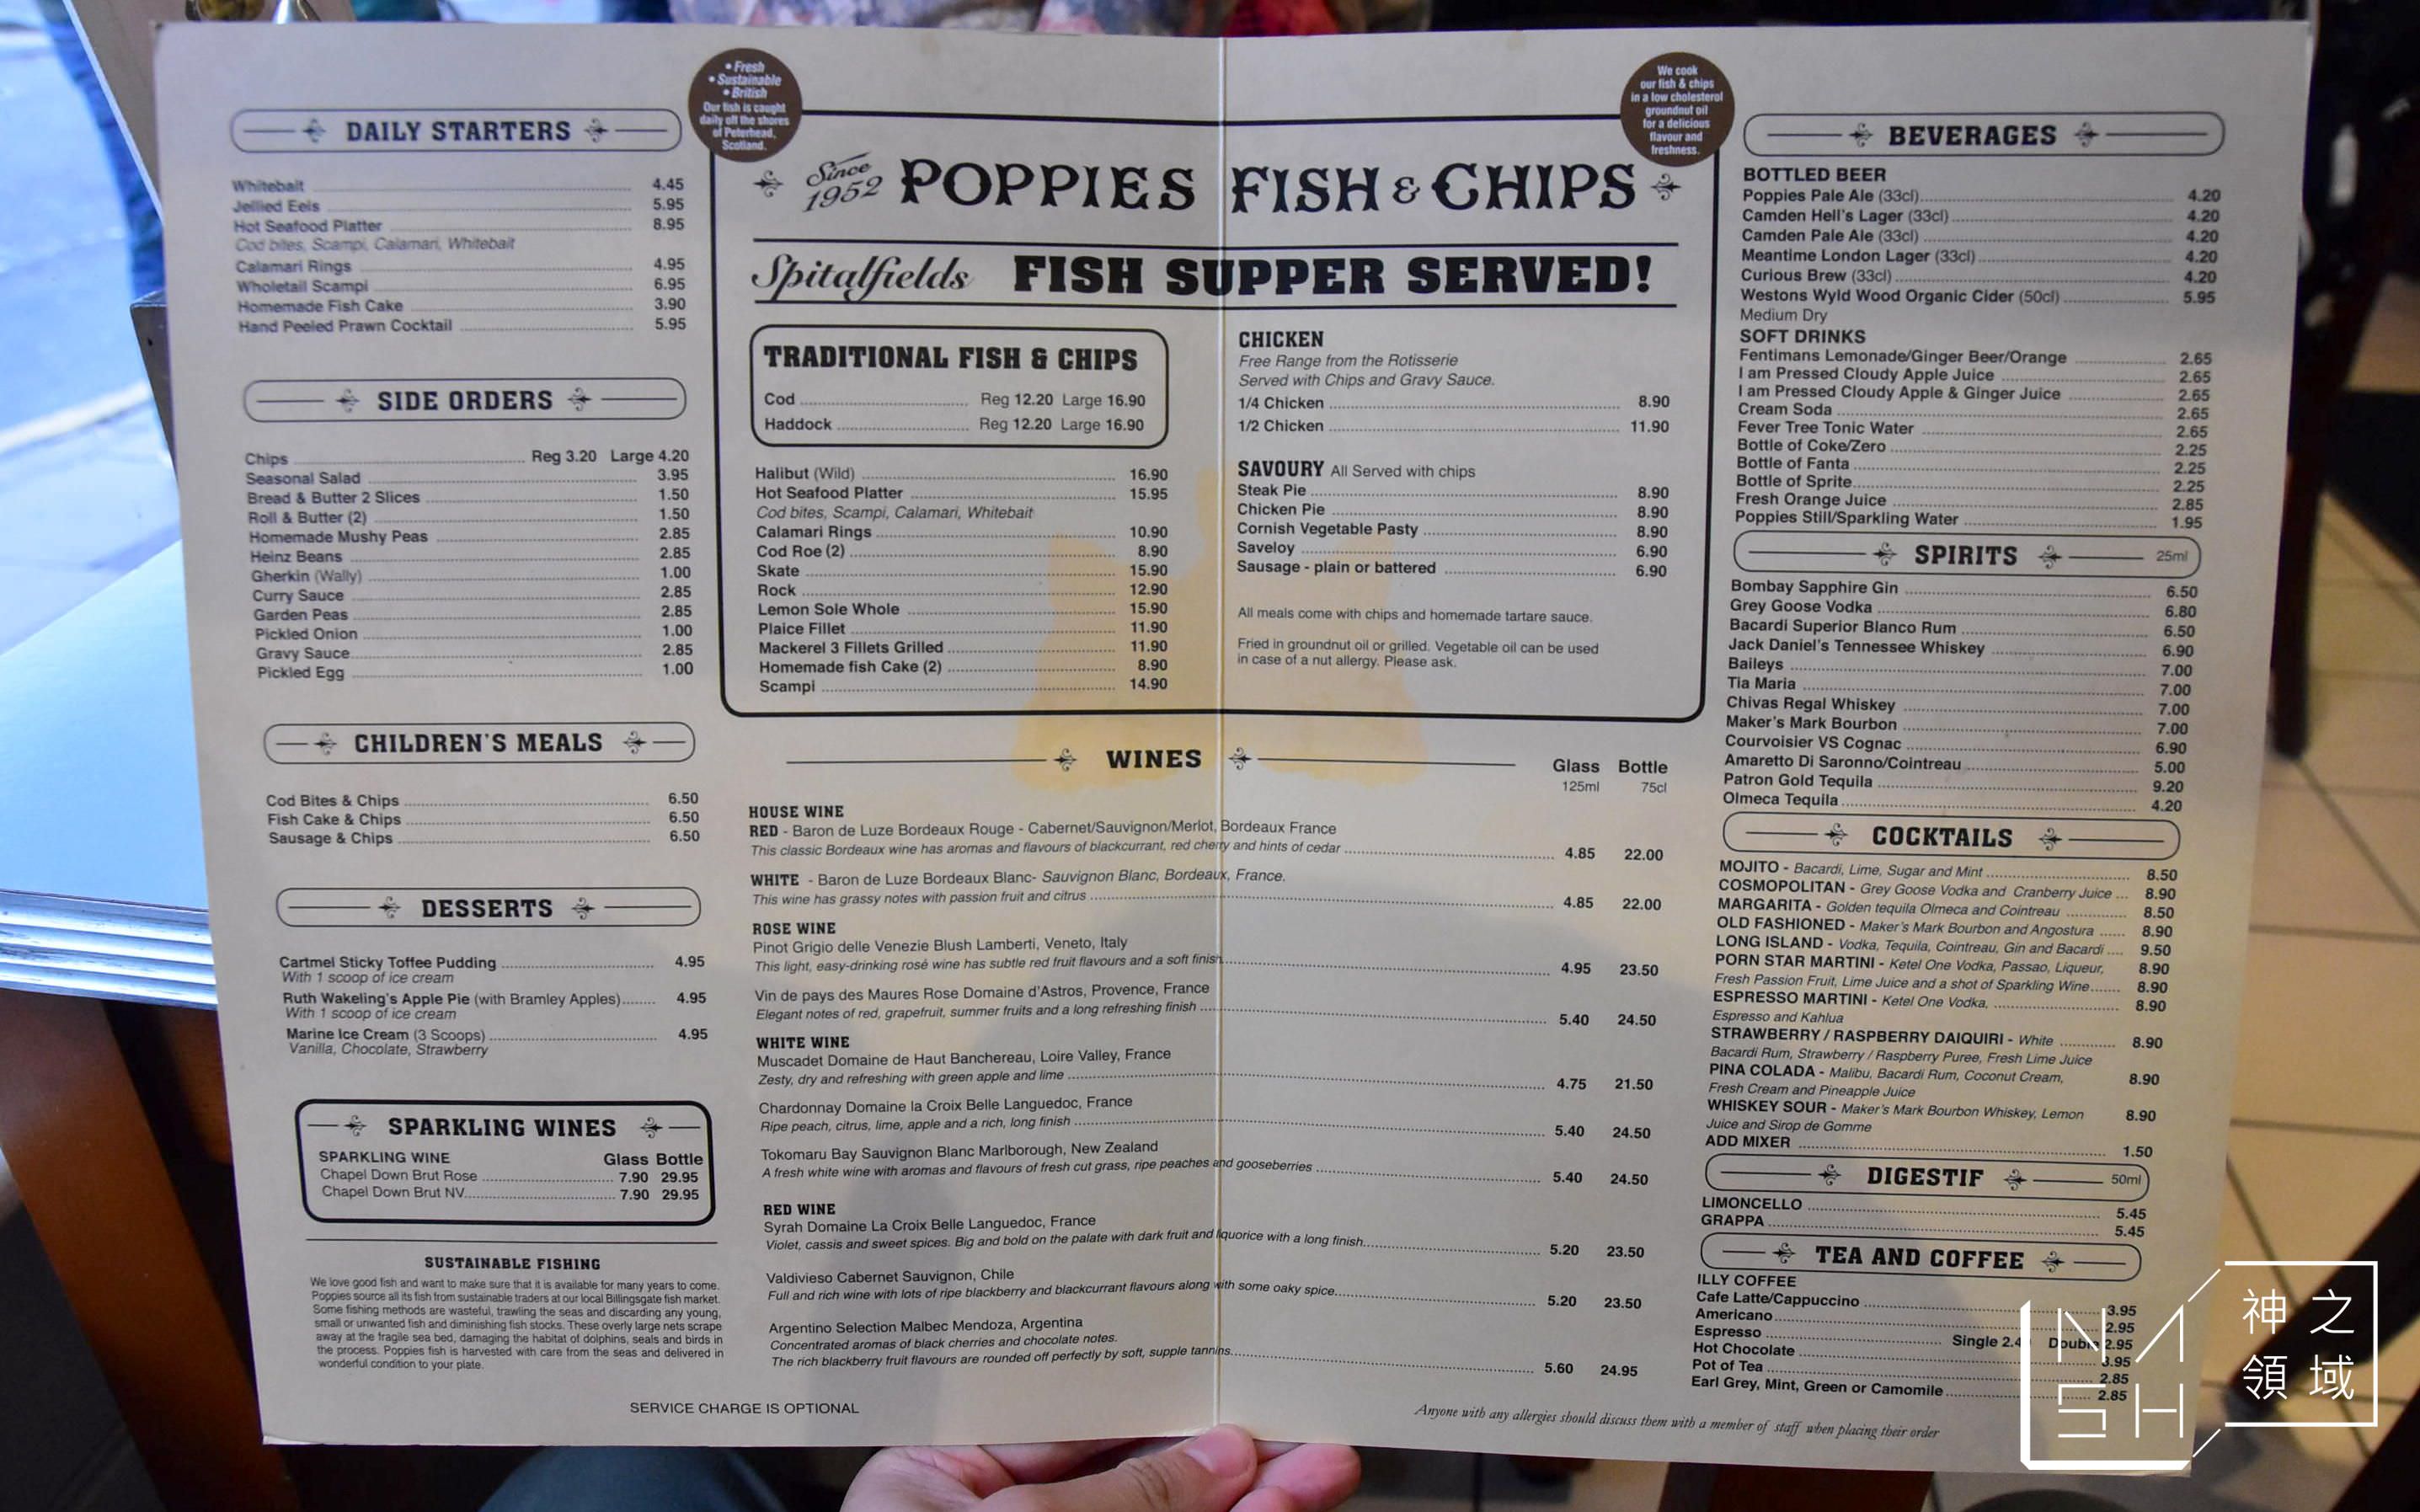 DAILY STARTERS
Whitebait 4.45
Jellied Eels 5.95
Hot Seafood Platter 8.95
Cod bites, Scampi, Calamari, Whitebait
Calamari Rings 4.95
Wholetail Scampi 6.95
Homemade Fish Cake 3.90
Hand Peeled Prawn Cocktail 5.95
SIDE ORDERS
Chips Reg 3.20 Large 4.20
Seasonal Salad 3.95
Bread & Butter 2 Slices 1.50
Roll & Butter (2) 1.50
Homemade Mushy Peas 2.85
Heinz Beans 2.85
Gherkin (Wally) 1.00
Curry Sauce 2.85
Garden Peas 2.85
Pickled Onion 1.00
Gravy Sauce 2.85
Pickled Egg 1.00
CHILDREN'S MEALS
Cod Bites & Chips 6.50
Fish Cake & Chips 6.50
Sausage & Chips 6.50
DESSERTS
Cartmel Sticky Toffee Pudding 4.95
With 1 scoop of ice cream
Ruth Wakeling's Apple Pie (with Bramley Apples) 4.95
With 1 scoop of ice cream
Marine Ice Cream (3 Scoops) 4.95
Vanilla, Chocolate, Strawberry
SPARKLING WINES
SPARKLING WINE Glass Bottle
Chapel Down Brut Rose 7.90 29.95
Chapel Down Brut NV 7.90 29.95
SUSTAINABLE FISHING
We love good fish and want to make sure that it is available for many years to come.
Poppies source all its fish from sustainable traders at our local Billingsgate fish market.
Some fishing methods are wasteful, trawling the seas and discarding any young,
small or unwanted fish and diminishing fish stocks. These overly large nets scrape
away at the fragile sea bed, damaging the habitat of dolphins, seals and birds in
the process. Poppies fish is harvested with care from the seas and delivered in
wonderful condition to your plate.
SERVICE CHARGE IS OPTIONAL
• Fresh
• Sustainable
• British
Our fish is caught
daily off the shores
of Peterhead,
Scotland.
We cook
our fish & chips
in a low cholesterol
groundnut oil
for a delicious
flavour and
freshness.
Since 1952 POPPIES FISH & CHIPS
Spitalfields FISH SUPPER SERVED!
TRADITIONAL FISH & CHIPS
Cod Reg 12.20 Large 16.90
Haddock Reg 12.20 Large 16.90
Halibut (Wild) 16.90
Hot Seafood Platter 15.95
Cod bites, Scampi, Calamari, Whitebait
Calamari Rings 10.90
Cod Roe (2) 8.90
Skate 15.90
Rock 12.90
Lemon Sole Whole 15.90
Plaice Fillet 11.90
Mackerel 3 Fillets Grilled 11.90
Homemade fish Cake (2) 8.90
Scampi 14.90
CHICKEN
Free Range from the Rotisserie
Served with Chips and Gravy Sauce.
1/4 Chicken 8.90
1/2 Chicken 11.90
SAVOURY All Served with chips
Steak Pie 8.90
Chicken Pie 8.90
Cornish Vegetable Pasty 8.90
Saveloy 6.90
Sausage - plain or battered 6.90
All meals come with chips and homemade tartare sauce.
Fried in groundnut oil or grilled. Vegetable oil can be used
in case of a nut allergy. Please ask.
WINES
Glass Bottle
125ml 75cl
HOUSE WINE
RED - Baron de Luze Bordeaux Rouge - Cabernet/Sauvignon/Merlot, Bordeaux France
This classic Bordeaux wine has aromas and flavours of blackcurrant, red cherry and hints of cedar 4.85 22.00
WHITE - Baron de Luze Bordeaux Blanc- Sauvignon Blanc, Bordeaux, France.
This wine has grassy notes with passion fruit and citrus 4.85 22.00
ROSE WINE
Pinot Grigio delle Venezie Blush Lamberti, Veneto, Italy
This light, easy-drinking rosé wine has subtle red fruit flavours and a soft finish 4.95 23.50
Vin de pays des Maures Rose Domaine d'Astros, Provence, France
Elegant notes of red, grapefruit, summer fruits and a long refreshing finish 5.40 24.50
WHITE WINE
Muscadet Domaine de Haut Banchereau, Loire Valley, France
Zesty, dry and refreshing with green apple and lime 4.75 21.50
Chardonnay Domaine la Croix Belle Languedoc, France
Ripe peach, citrus, lime, apple and a rich, long finish 5.40 24.50
Tokomaru Bay Sauvignon Blanc Marlborough, New Zealand
A fresh white wine with aromas and flavours of fresh cut grass, ripe peaches and gooseberries 5.40 24.50
RED WINE
Syrah Domaine La Croix Belle Languedoc, France
Violet, cassis and sweet spices. Big and bold on the palate with dark fruit and liquorice with a long finish 5.20 23.50
Valdivieso Cabernet Sauvignon, Chile
Full and rich wine with lots of ripe blackberry and blackcurrant flavours along with some oaky spice 5.20 23.50
Argentino Selection Malbec Mendoza, Argentina
Concentrated aromas of black cherries and chocolate notes.
The rich blackberry fruit flavours are rounded off perfectly by soft, supple tannins 5.60 24.95
BEVERAGES
BOTTLED BEER
Poppies Pale Ale (33cl) 4.20
Camden Hell's Lager (33cl) 4.20
Camden Pale Ale (33cl) 4.20
Meantime London Lager (33cl) 4.20
Curious Brew (33cl) 4.20
Westons Wyld Wood Organic Cider (50cl) 5.95
Medium Dry
SOFT DRINKS
Fentimans Lemonade/Ginger Beer/Orange 2.65
I am Pressed Cloudy Apple Juice 2.65
I am Pressed Cloudy Apple & Ginger Juice 2.65
Cream Soda 2.65
Fever Tree Tonic Water 2.65
Bottle of Coke/Zero 2.25
Bottle of Fanta 2.25
Bottle of Sprite 2.25
Fresh Orange Juice 2.85
Poppies Still/Sparkling Water 1.95
SPIRITS 25ml
Bombay Sapphire Gin 6.50
Grey Goose Vodka 6.80
Bacardi Superior Blanco Rum 6.50
Jack Daniel's Tennessee Whiskey 6.90
Baileys 7.00
Tia Maria 7.00
Chivas Regal Whiskey 7.00
Maker's Mark Bourbon 7.00
Courvoisier VS Cognac 6.90
Amaretto Di Saronno/Cointreau 5.00
Patron Gold Tequila 9.20
Olmeca Tequila 4.20
COCKTAILS
MOJITO - Bacardi, Lime, Sugar and Mint 8.50
COSMOPOLITAN - Grey Goose Vodka and Cranberry Juice 8.90
MARGARITA - Golden tequila Olmeca and Cointreau 8.50
OLD FASHIONED - Maker's Mark Bourbon and Angostura 8.90
LONG ISLAND - Vodka, Tequila, Cointreau, Gin and Bacardi 9.50
PORN STAR MARTINI - Ketel One Vodka, Passao, Liqueur, 8.90
Fresh Passion Fruit, Lime Juice and a shot of Sparkling Wine 8.90
ESPRESSO MARTINI - Ketel One Vodka, 8.90
Espresso and Kahlua
STRAWBERRY / RASPBERRY DAIQUIRI - White 8.90
Bacardi Rum, Strawberry / Raspberry Puree, Fresh Lime Juice
PINA COLADA - Malibu, Bacardi Rum, Coconut Cream, 8.90
Fresh Cream and Pineapple Juice
WHISKEY SOUR - Maker's Mark Bourbon Whiskey, Lemon 8.90
Juice and Sirop de Gomme
ADD MIXER 1.50
DIGESTIF 50ml
LIMONCELLO 5.45
GRAPPA 5.45
TEA AND COFFEE
ILLY COFFEE
Cafe Latte/Cappuccino 3.95
Americano 2.95
Espresso Single Double 2.95
Hot Chocolate 3.95
Pot of Tea 2.85
Earl Grey, Mint, Green or Camomile 2.85
Anyone with any allergies should discuss them with a member of staff when placing their order
神之
領域